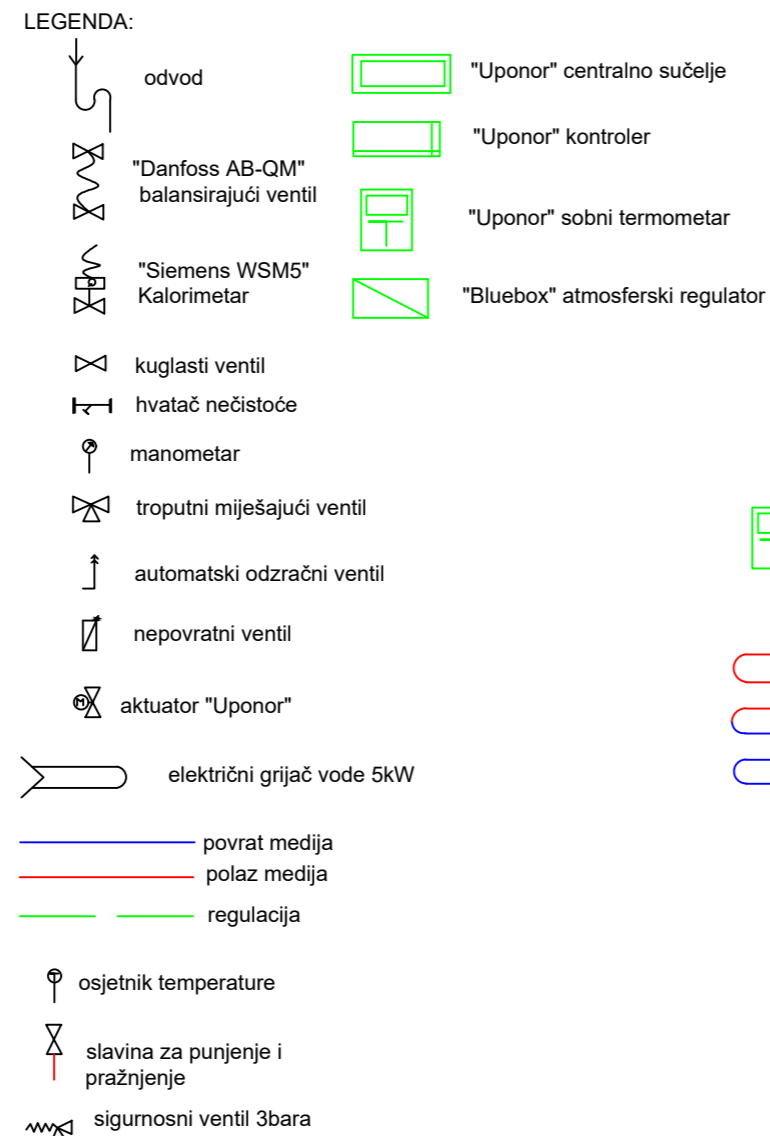 LEGENDA:
odvod
"Danfoss AB-QM"
balansirajući ventil
"Siemens WSM5"
Kalorimetar
kuglasti ventil
hvatač nečistoće
manometar
troputni miješajući ventil
automatski odzračni ventil
nepovratni ventil
M
aktuator "Uponor"
električni grijač vode 5kW
povrat medija
polaz medija
regulacija
T
osjetnik temperature
slavina za punjenje i
pražnjenje
sigurnosni ventil 3bara
"Uponor" centralno sučelje
"Uponor" kontroler
"Uponor" sobni termometar
"Bluebox" atmosferski regulator